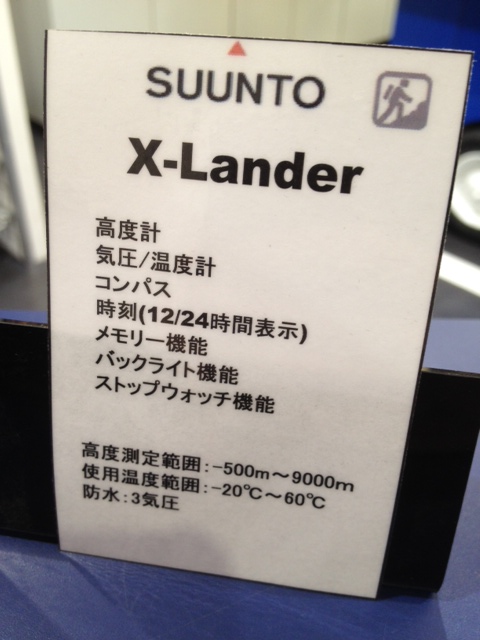 SUUNTO
X-Lander
高度計
気圧/温度計
コンパス
時刻(12/24時間表示)
メモリー機能
バックライト機能
ストップウォッチ機能
高度測定範囲:-500m～9000m
使用温度範囲:-20℃～60℃
防水:3気圧